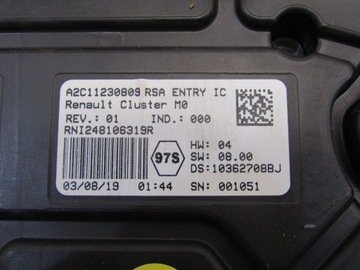 A2C11230809 RSA ENTRY IC
Renault Cluster M0
REV.: 01 IND.: 000
RNI248106319R
97S
HW: 04
SW: 08.00
DS:10362708BJ
03/08/19 01:44 SN: 001051